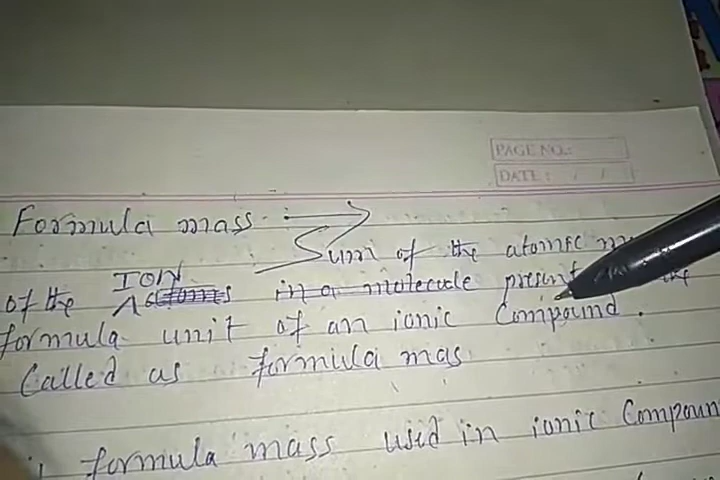 PAGE NO.:
DATE: / /
Formula mass :
Sum of the atomic
of the ION in a molecule present
formula unit of an ionic Compound.
Called as formula mas
formula mass used in ionic Compoun